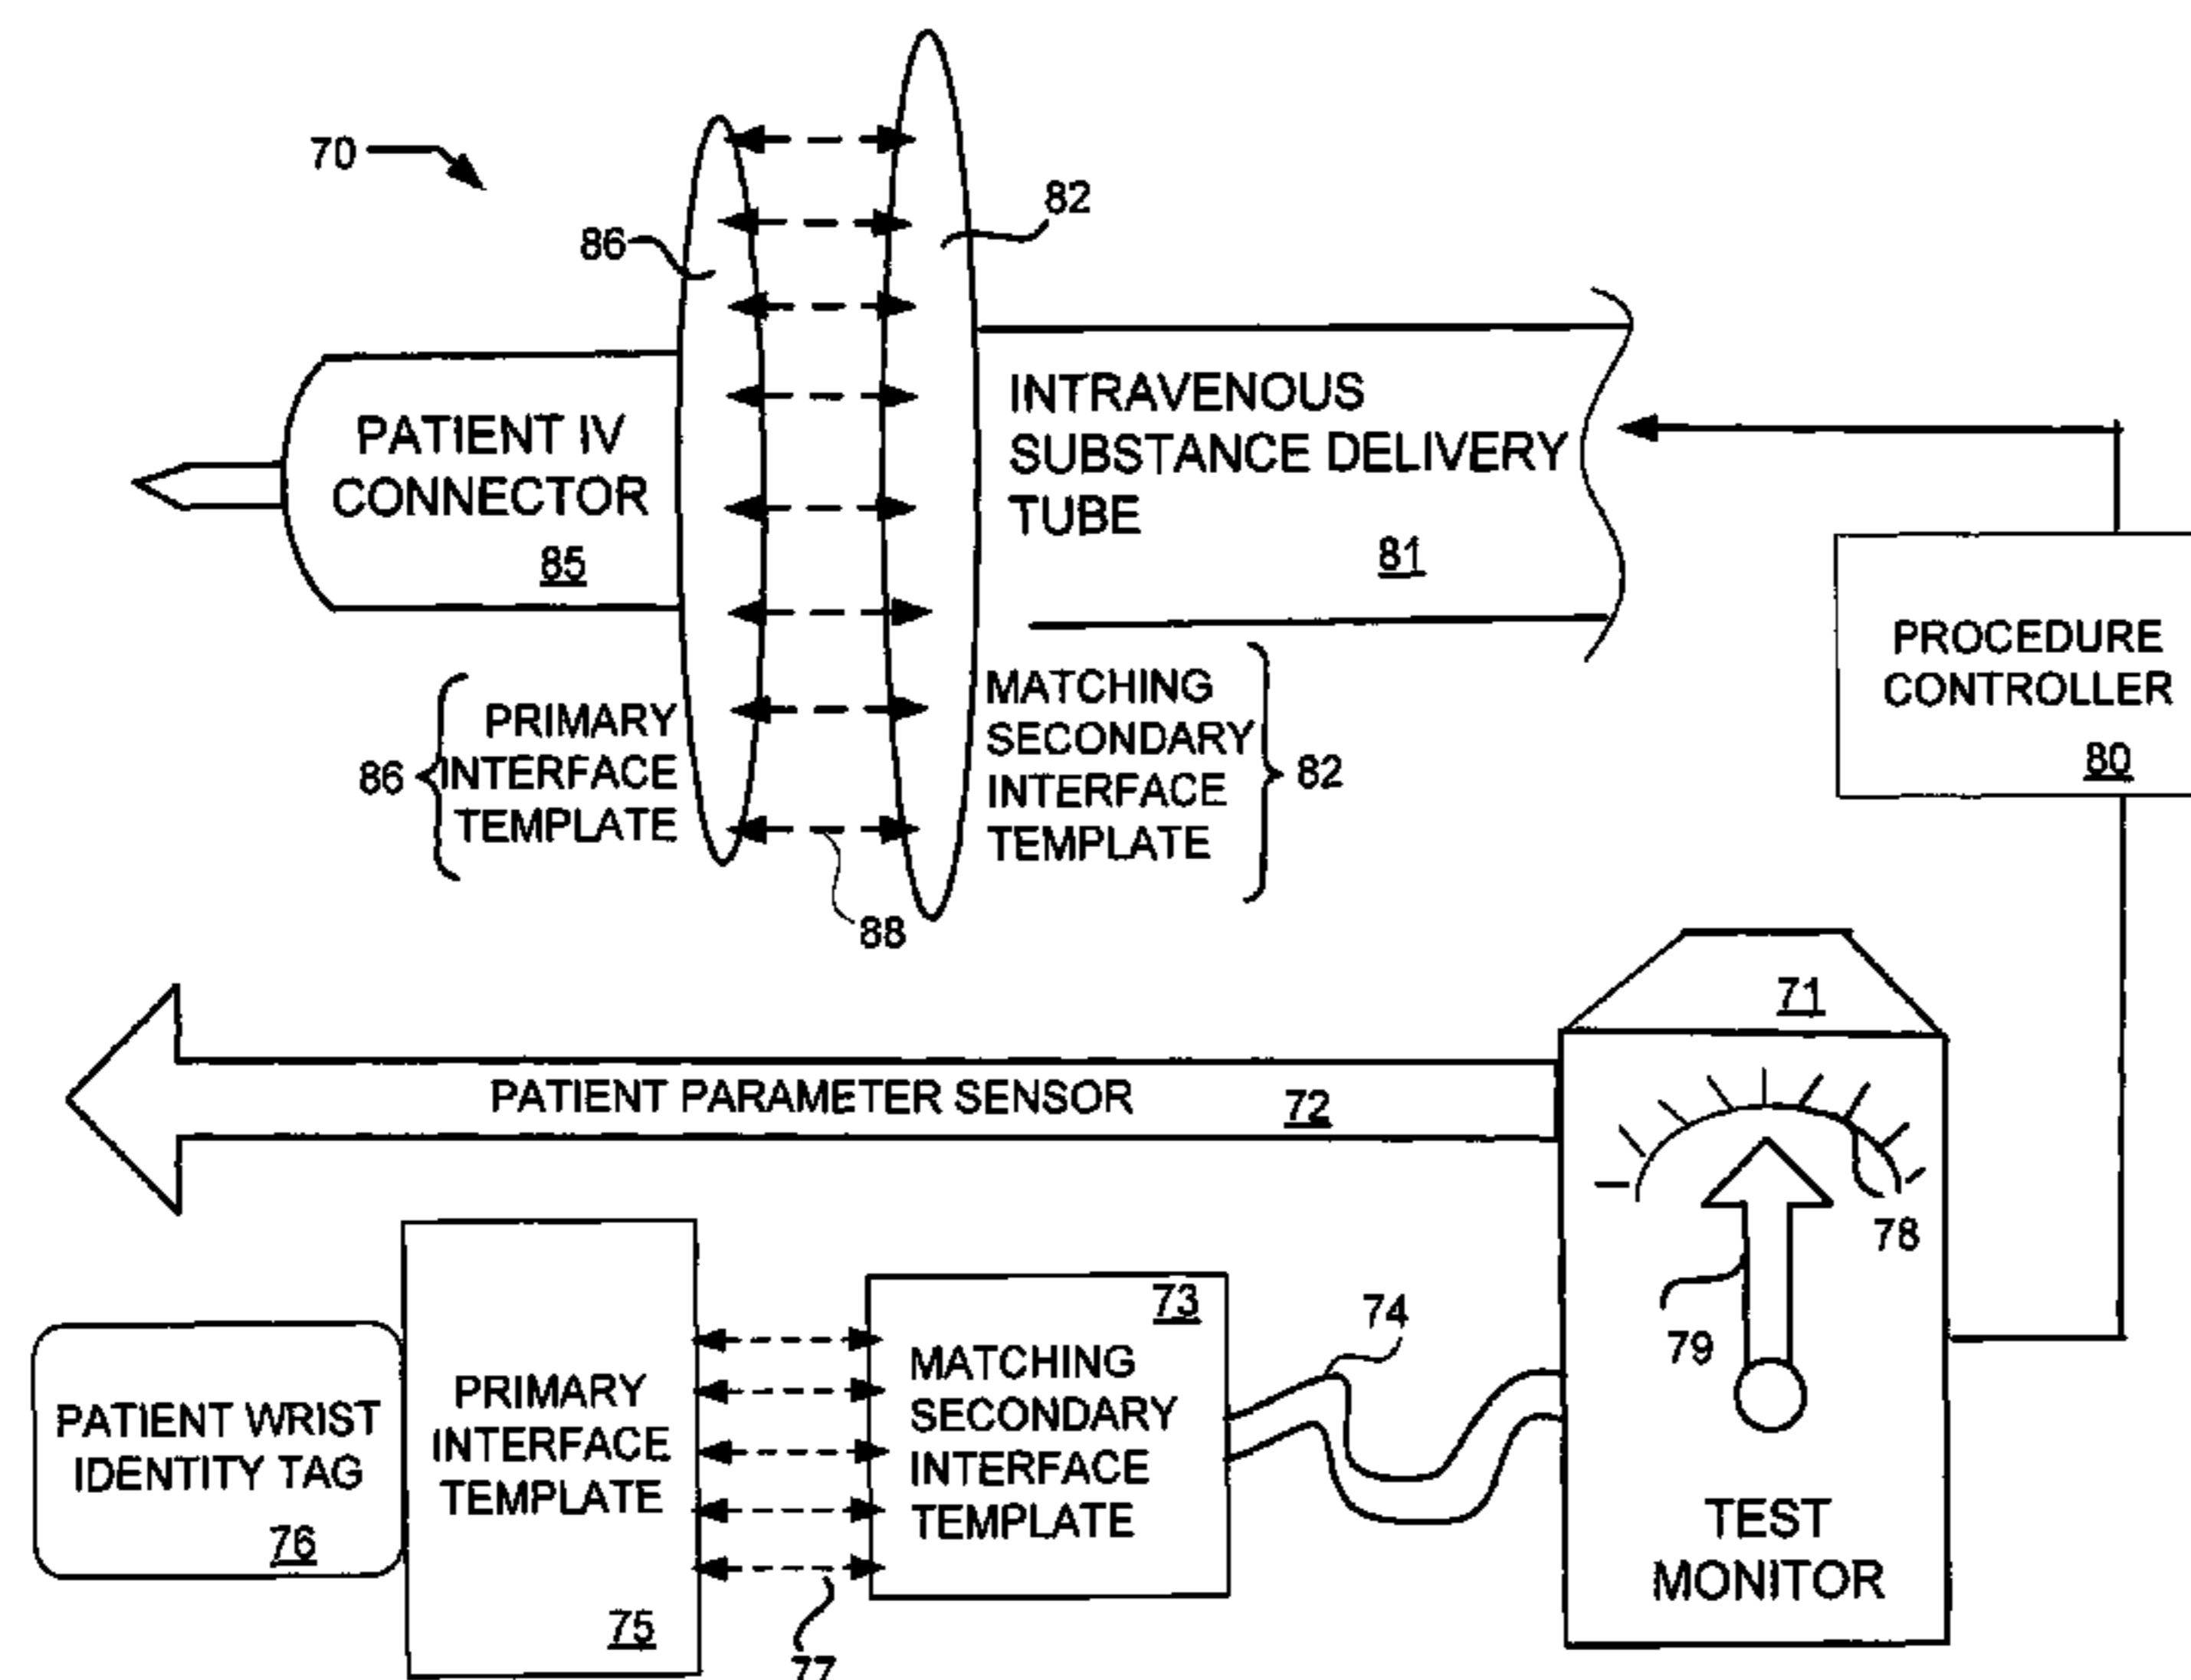 70
86
82
PATIENT IV
CONNECTOR
85
INTRAVENOUS
SUBSTANCE DELIVERY
TUBE
81
PROCEDURE
CONTROLLER
80
86
PRIMARY
INTERFACE
TEMPLATE
MATCHING
SECONDARY
INTERFACE
TEMPLATE
82
88
71
PATIENT PARAMETER SENSOR 72
78
79
TEST
MONITOR
PATIENT WRIST
IDENTITY TAG
76
PRIMARY
INTERFACE
TEMPLATE
75
77
73
MATCHING
SECONDARY
INTERFACE
TEMPLATE
74